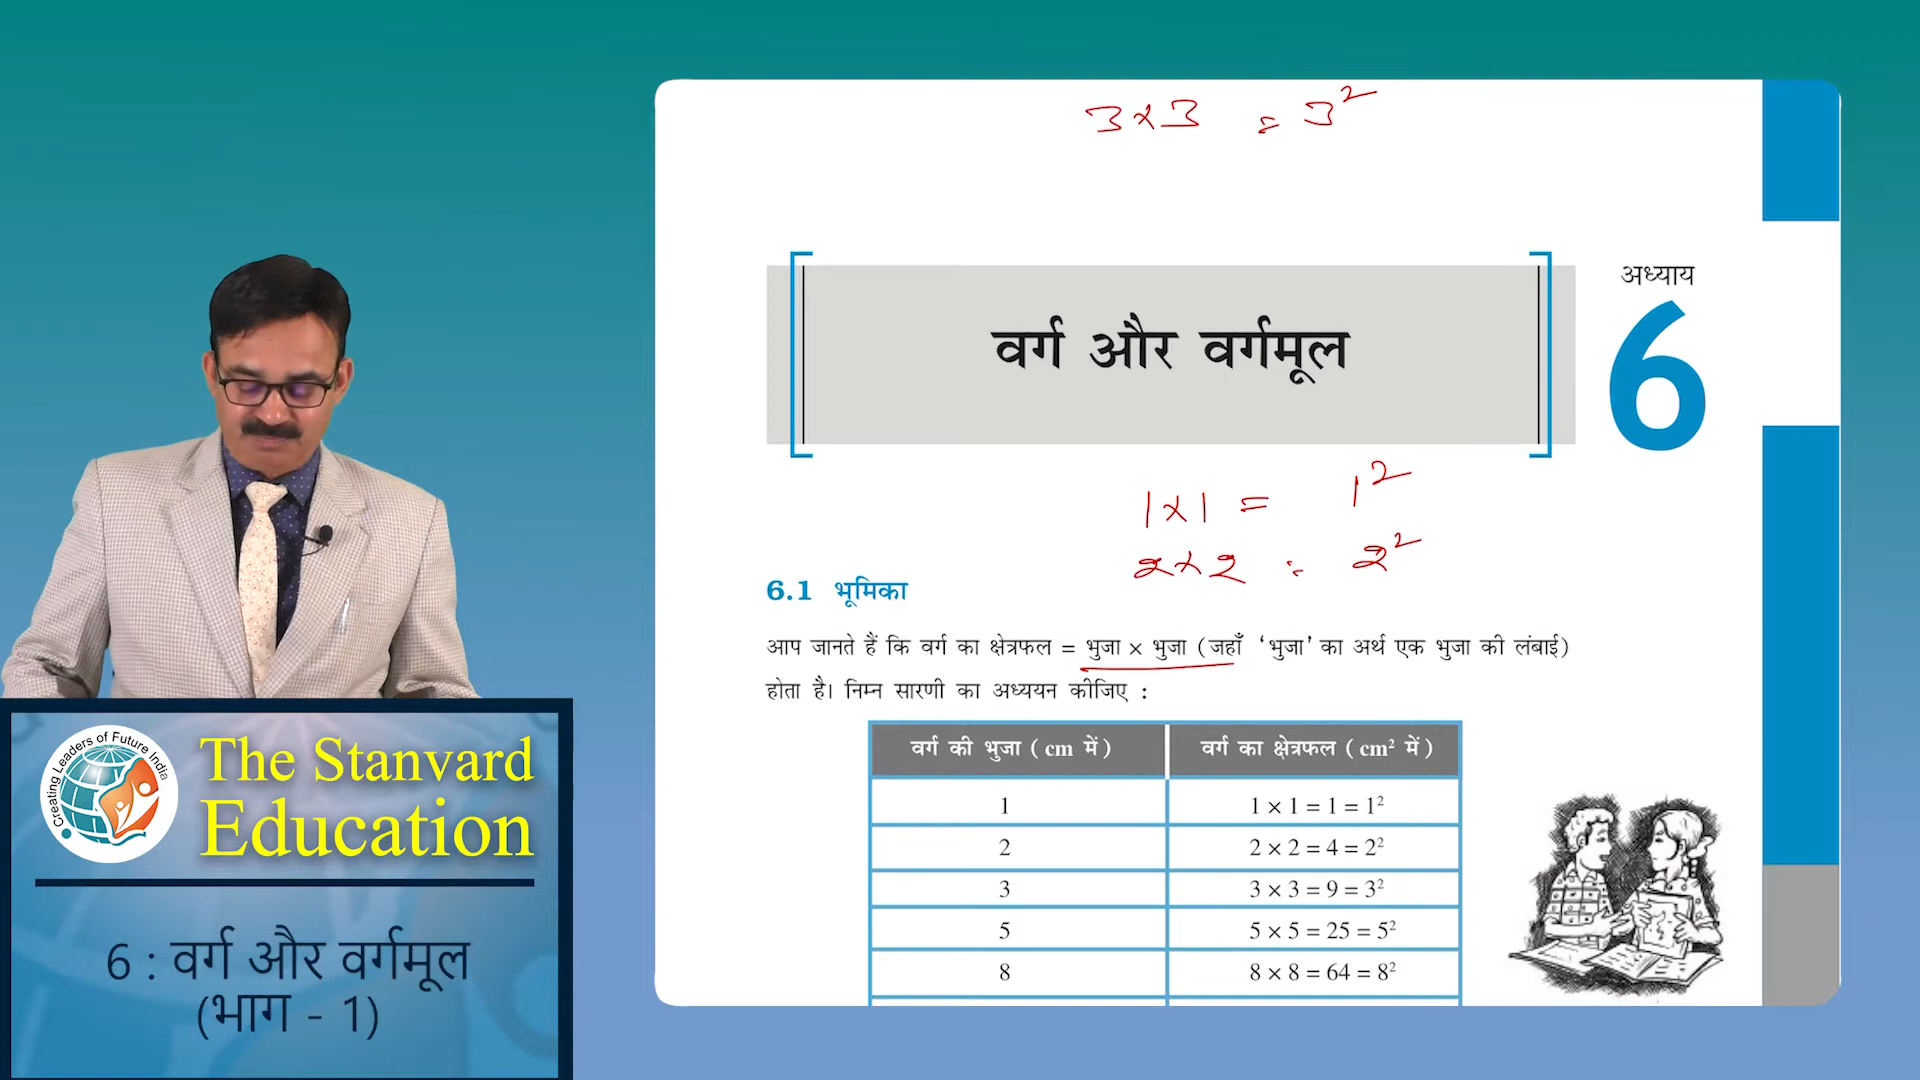 3×3 = 3²
अध्याय
6
वर्ग और वर्गमूल
1×1 = 1²
2×2 = 2²
6.1 भूमिका
आप जानते हैं कि वर्ग का क्षेत्रफल = भुजा × भुजा (जहाँ ‘भुजा’ का अर्थ एक भुजा की लंबाई)
होता है। निम्न सारणी का अध्ययन कीजिए :
वर्ग की भुजा (cm में) वर्ग का क्षेत्रफल (cm² में)
1 1 × 1 = 1 = 1²
2 2 × 2 = 4 = 2²
3 3 × 3 = 9 = 3²
5 5 × 5 = 25 = 5²
8 8 × 8 = 64 = 8²
Creating Leaders of Future India
The Stanvard
Education
6 : वर्ग और वर्गमूल
(भाग - 1)